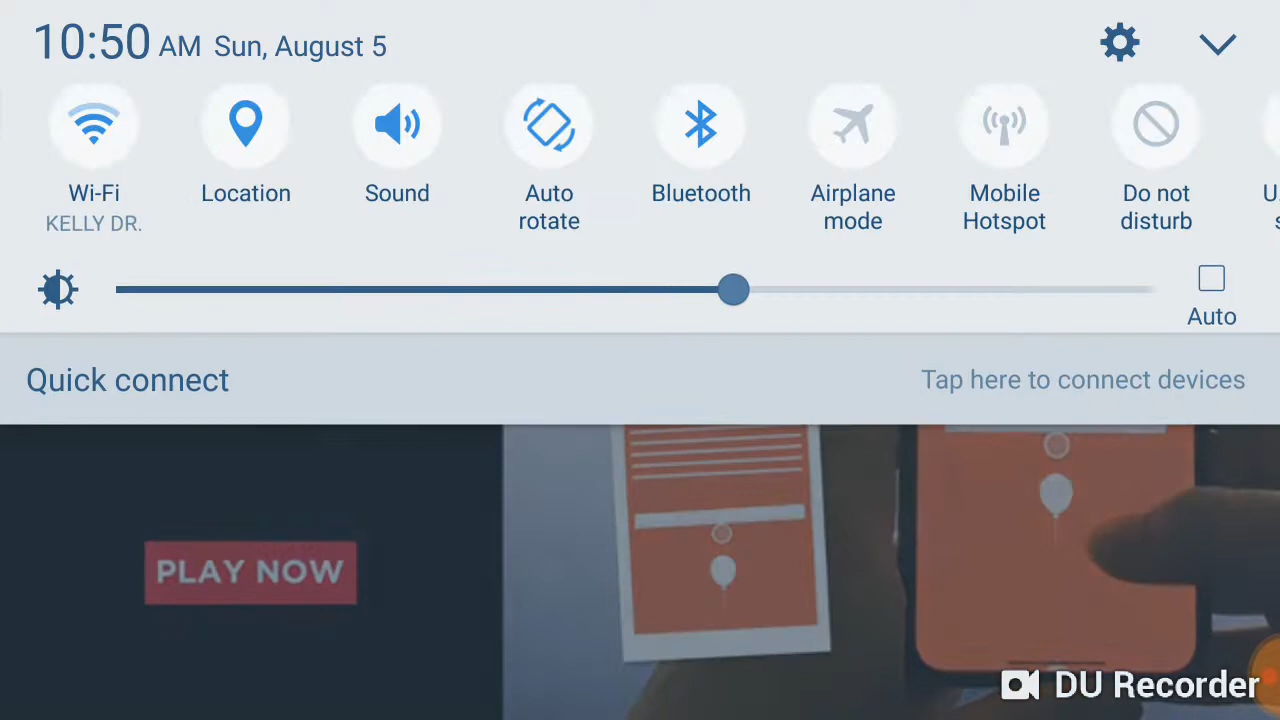 10:50 AM Sun, August 5
Wi-Fi
KELLY DR.
Location
Sound
Auto
rotate
Bluetooth
Airplane
mode
Mobile
Hotspot
Do not
disturb
Auto
Quick connect
Tap here to connect devices
PLAY NOW
DU Recorder